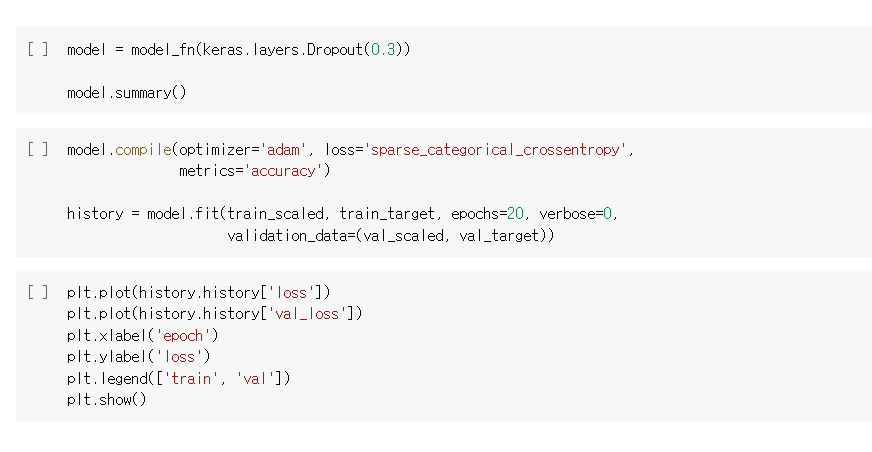 [ ] model = model_fn(keras.layers.Dropout(0.3))
model.summary()
[ ] model.compile(optimizer='adam', loss='sparse_categorical_crossentropy',
metrics='accuracy')
history = model.fit(train_scaled, train_target, epochs=20, verbose=0,
validation_data=(val_scaled, val_target))
[ ] plt.plot(history.history['loss'])
plt.plot(history.history['val_loss'])
plt.xlabel('epoch')
plt.ylabel('loss')
plt.legend(['train', 'val'])
plt.show()